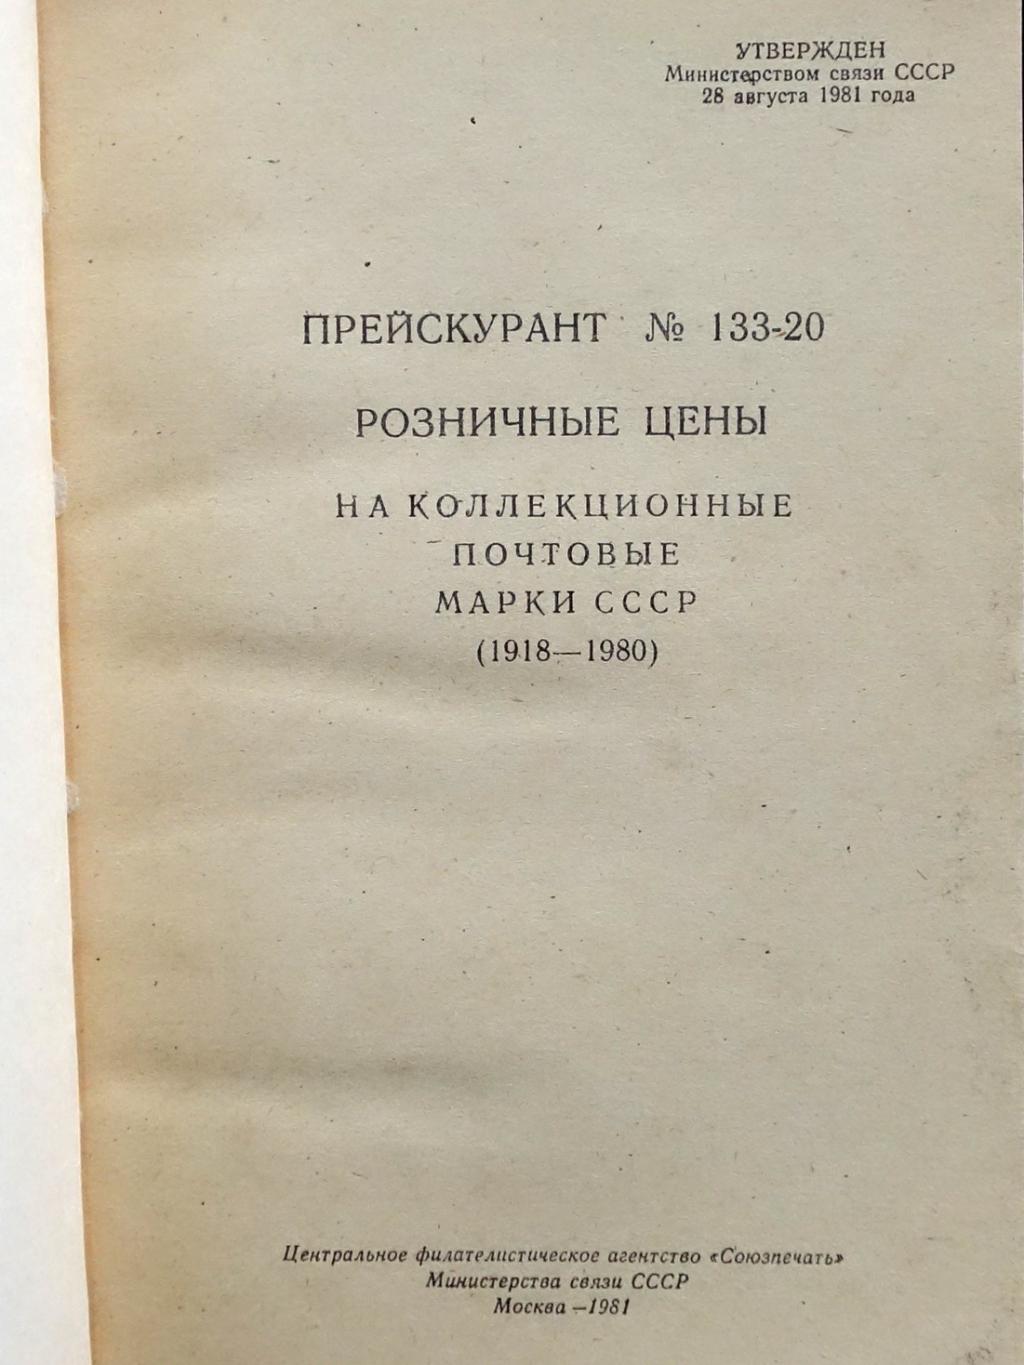 УТВЕРЖДЕН
Министерством связи СССР
28 августа 1981 года
ПРЕЙСКУРАНТ № 133-20
РОЗНИЧНЫЕ ЦЕНЫ
НА КОЛЛЕКЦИОННЫЕ
ПОЧТОВЫЕ
МАРКИ СССР
(1918—1980)
Центральное филателистическое агентство «Союзпечать»
Министерства связи СССР
Москва —1981